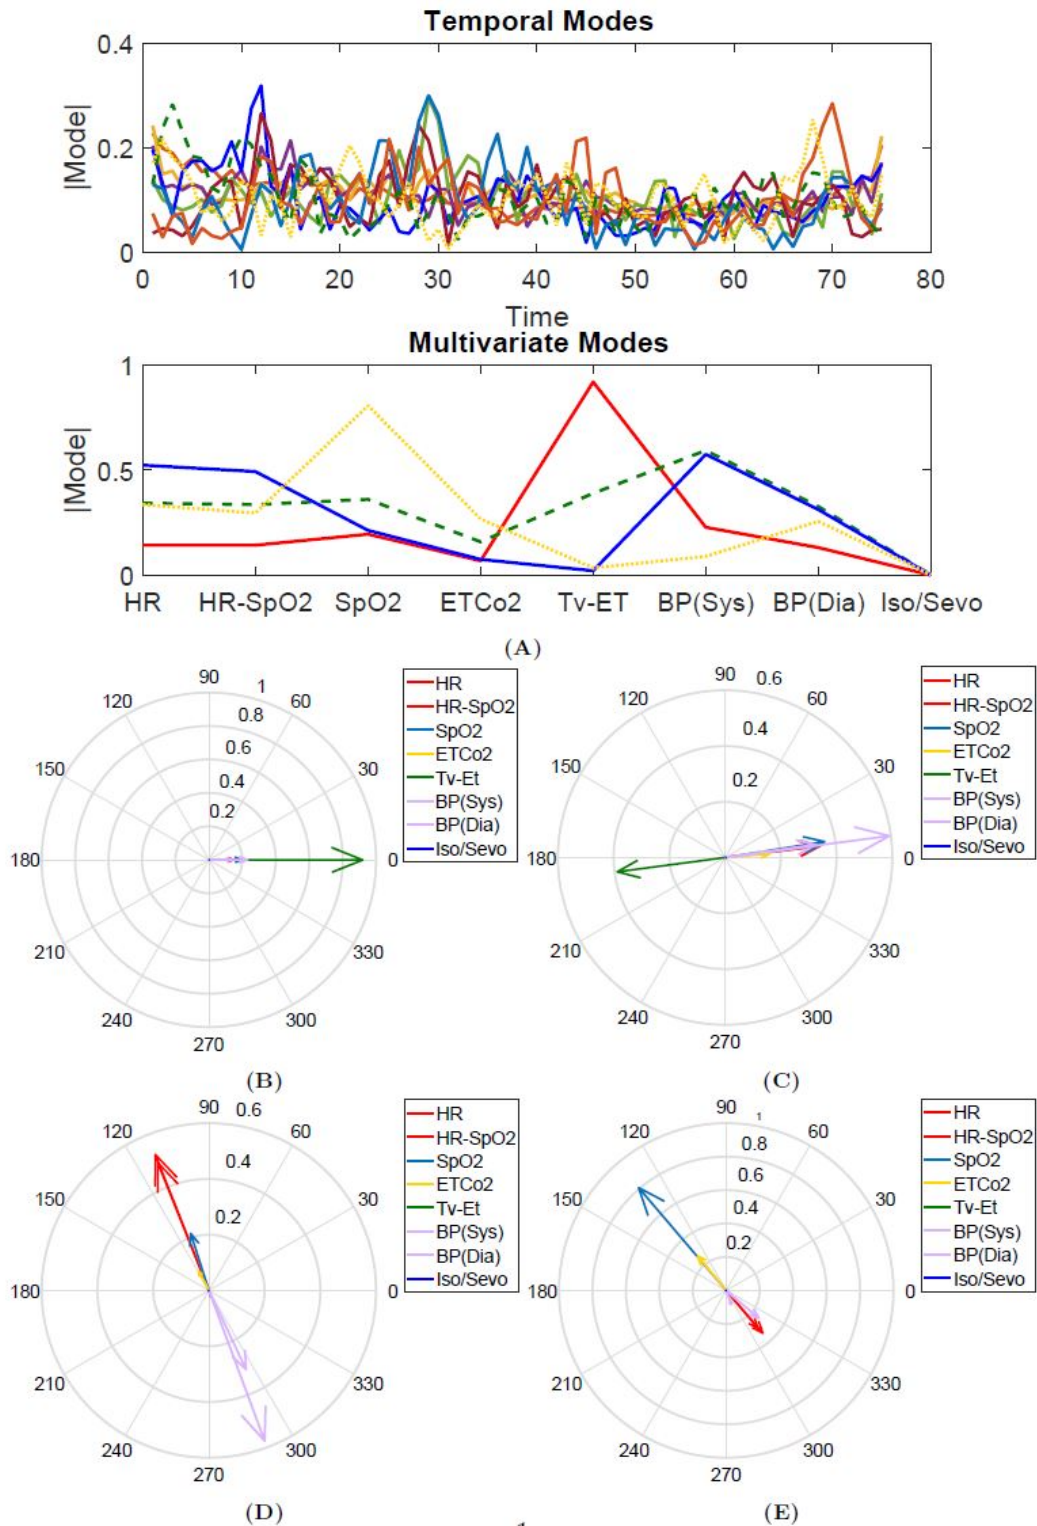 Temporal Modes
0.4
0.2
0
|Model|
0 10 20 30 40 50 60 70 80
Time
Multivariate Modes
1
0.5
0
|Model|
HR HR-SpO2 SpO2 ETCo2 Tv-ET BP(Sys) BP(Dia) Iso/Sevo
(A)
90
1
120
60
0.8
0.6
150
30
0.4
0.2
180
0
210
330
240
300
270
HR
HR-SpO2
SpO2
ETCo2
Tv-Et
BP(Sys)
BP(Dia)
Iso/Sevo
(B)
90
0.6
120
60
0.4
150
30
0.2
180
0
210
330
240
300
270
HR
HR-SpO2
SpO2
ETCo2
Tv-Et
BP(Sys)
BP(Dia)
Iso/Sevo
(C)
90
0.6
120
60
0.4
150
30
0.2
180
0
210
330
240
300
270
HR
HR-SpO2
SpO2
ETCo2
Tv-Et
BP(Sys)
BP(Dia)
Iso/Sevo
(D)
90
1
120
60
0.8
0.6
150
30
0.4
0.2
180
0
210
330
240
300
270
HR
HR-SpO2
SpO2
ETCo2
Tv-Et
BP(Sys)
BP(Dia)
Iso/Sevo
(E)